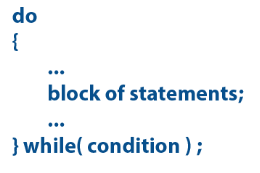 do
{
...
block of statements;
...
} while( condition ) ;